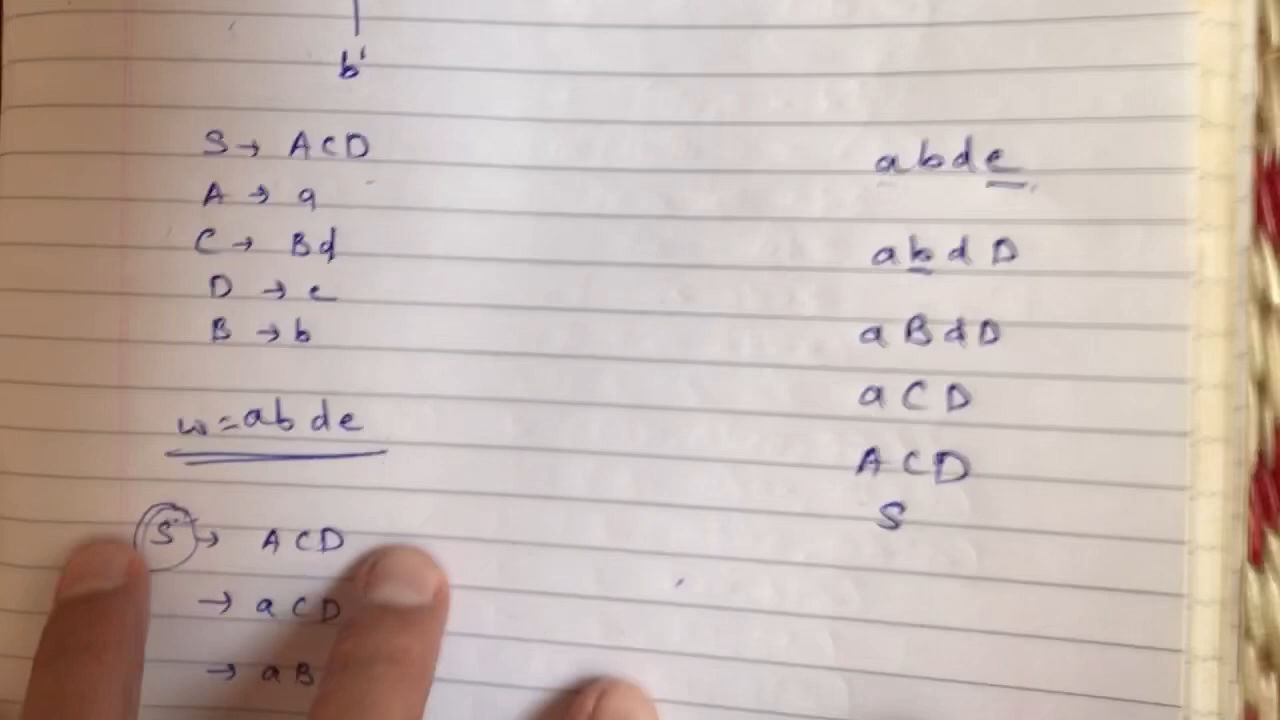 b'
S → ACD
A → a
C → Bd
D → e
B → b
w = abde
S → ACD
→ aCD
→ aB
abde
abdD
aBdD
aCD
ACD
S